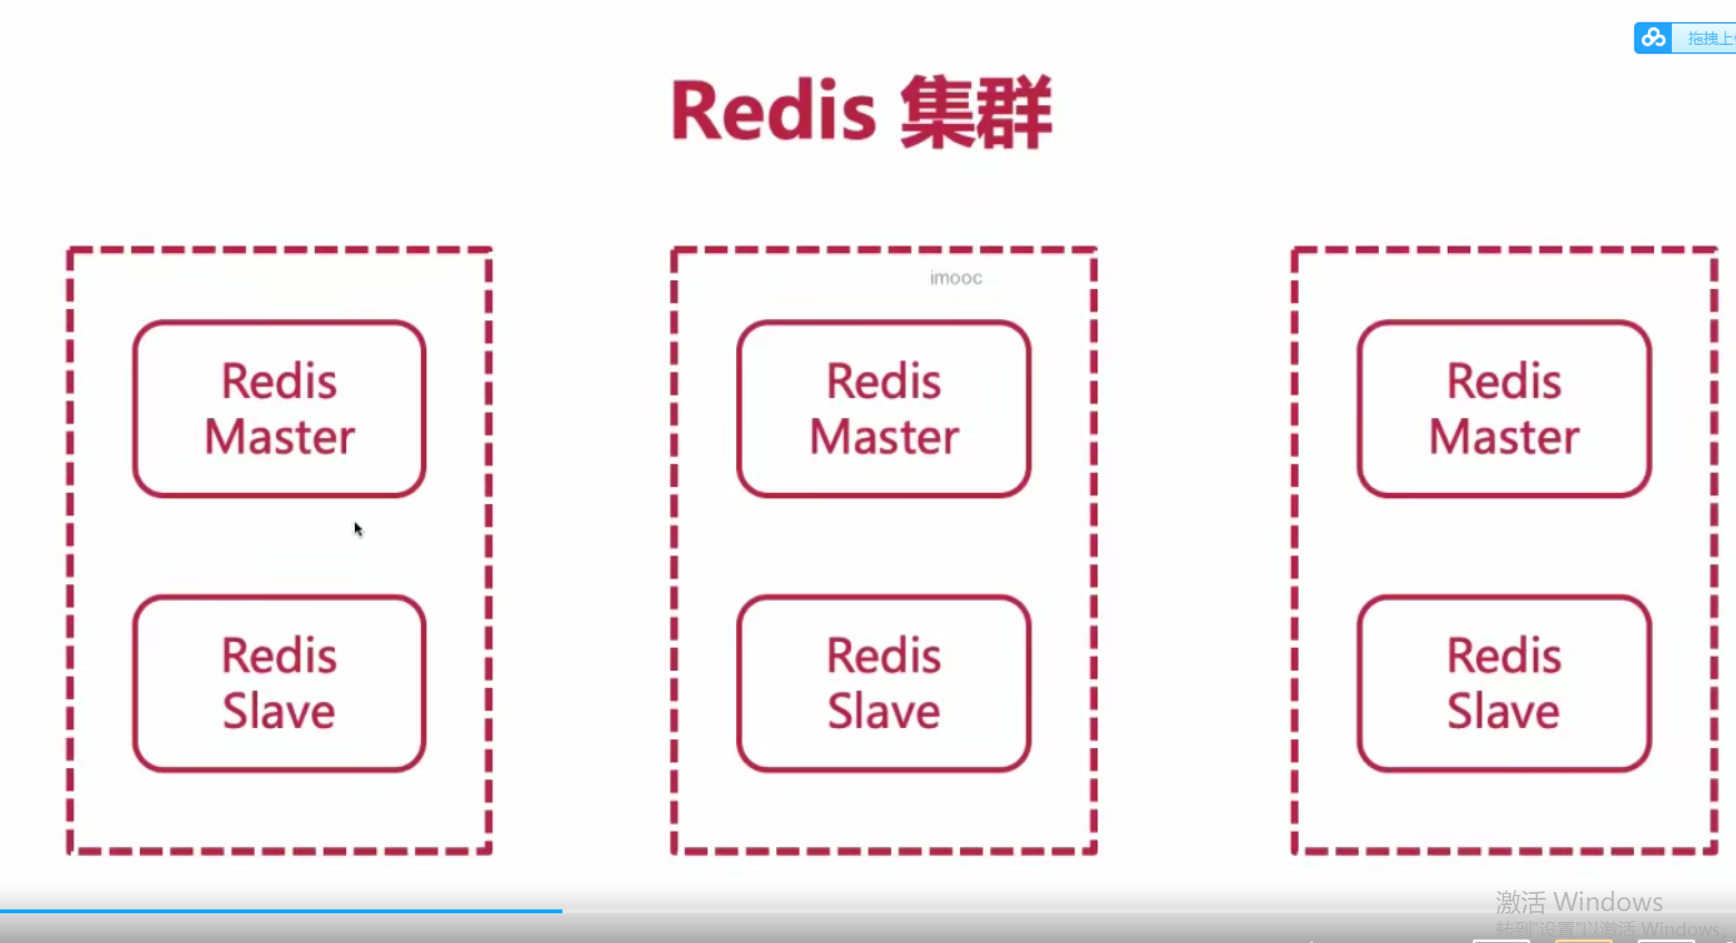 拖拽上
Redis 集群
imooc
Redis
Master
Redis
Master
Redis
Master
Redis
Slave
Redis
Slave
Redis
Slave
激活 Windows
转到"设置"以激活 Windows。